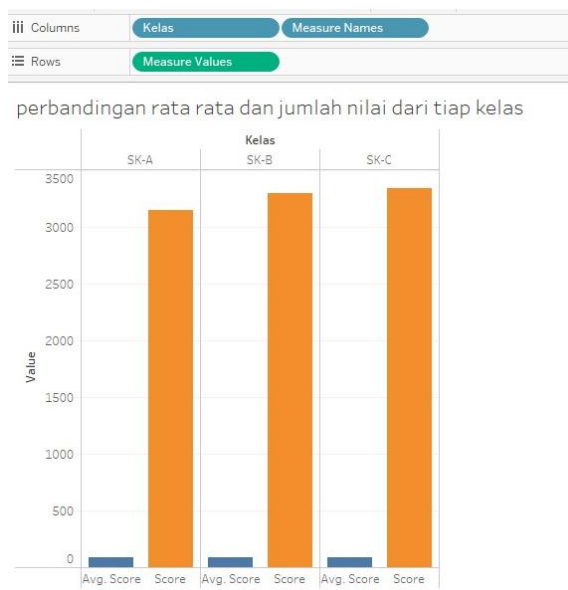 Columns Kelas Measure Names
Rows Measure Values
perbandingan rata rata dan jumlah nilai dari tiap kelas
Kelas
SK-A SK-B SK-C
3500
3000
2500
2000
1500
1000
500
0
Value
Avg. Score Score Avg. Score Score Avg. Score Score